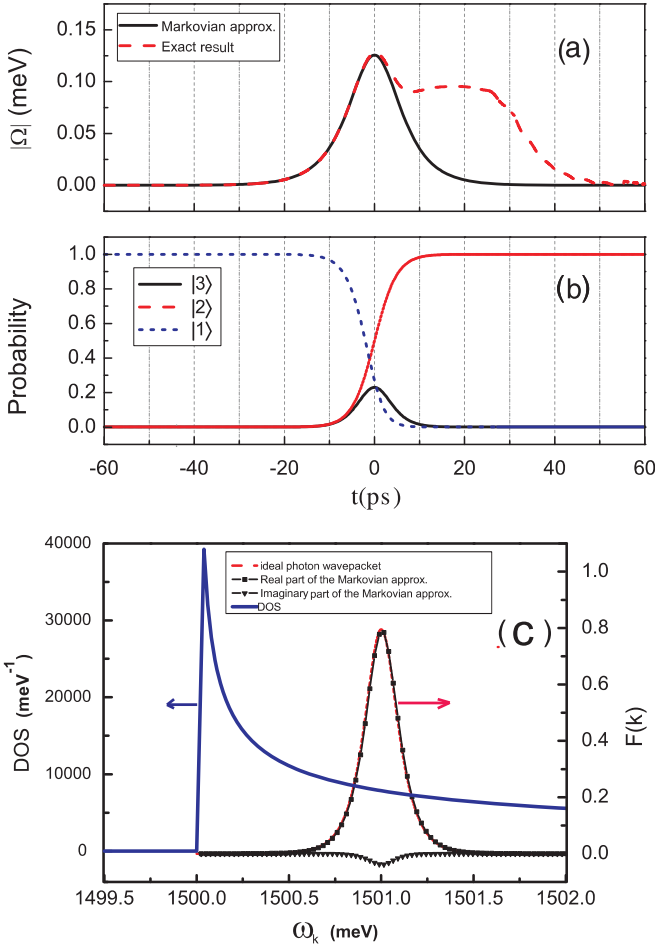 0.15
0.10
0.05
0.00
|Ω| (meV)
Markovian approx.
Exact result
(a)
1.0
0.8
0.6
0.4
0.2
0.0
Probability
|3⟩
|2⟩
|1⟩
(b)
-60 -40 -20 0 20 40 60
t(ps)
40000
30000
20000
10000
0
DOS (meV⁻¹)
ideal photon wavepacket
Real part of the Markovian approx.
Imaginary part of the Markovian approx.
DOS
(C)
1.0
0.8
0.6
0.4
0.2
0.0
F(k)
1499.5 1500.0 1500.5 1501.0 1501.5 1502.0
ωk (meV)